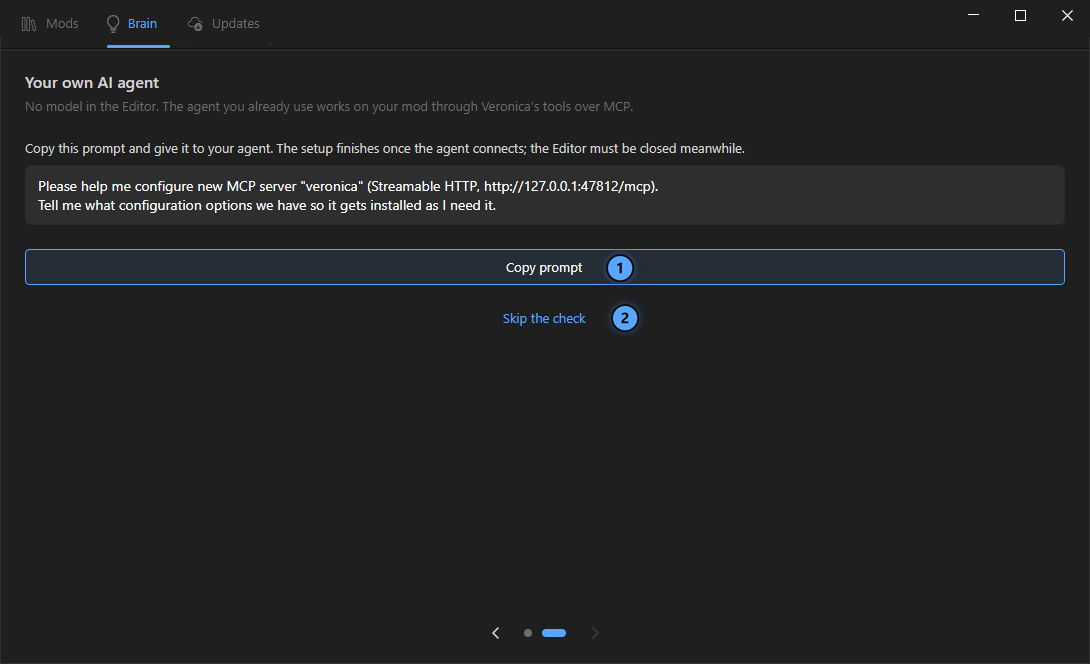 Mods
Brain
Updates
Your own AI agent
No model in the Editor. The agent you already use works on your mod through Veronica's tools over MCP.
Copy this prompt and give it to your agent. The setup finishes once the agent connects; the Editor must be closed meanwhile.
Please help me configure new MCP server "veronica" (Streamable HTTP, http://127.0.0.1:47812/mcp).
Tell me what configuration options we have so it gets installed as I need it.
Copy prompt 1
Skip the check 2